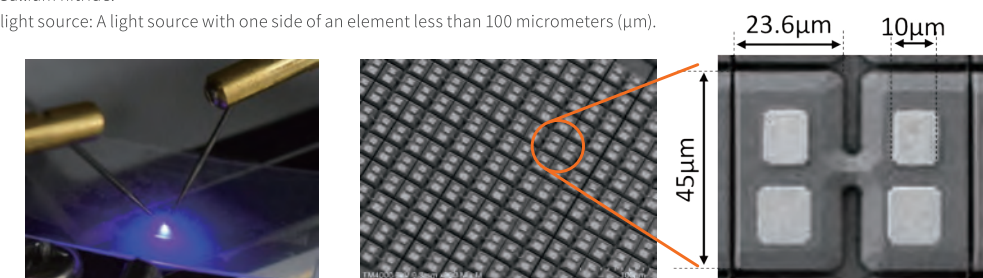 light source: A light source with one side of an element less than 100 micrometers (µm).
23.6µm
10µm
45µm